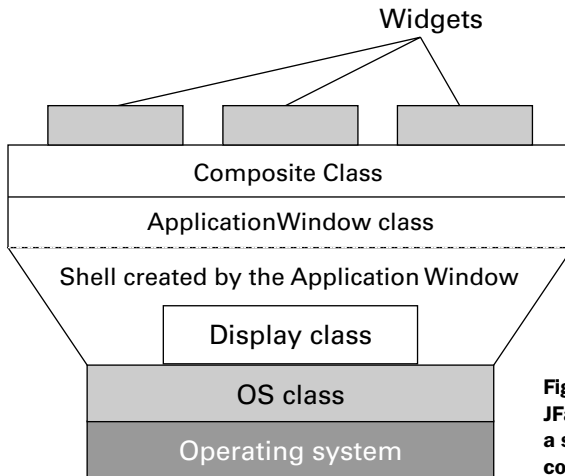 Widgets
Composite Class
ApplicationWindow class
Shell created by the Application Window
Display class
OS class
Operating system
Fig
JFa
a s
co